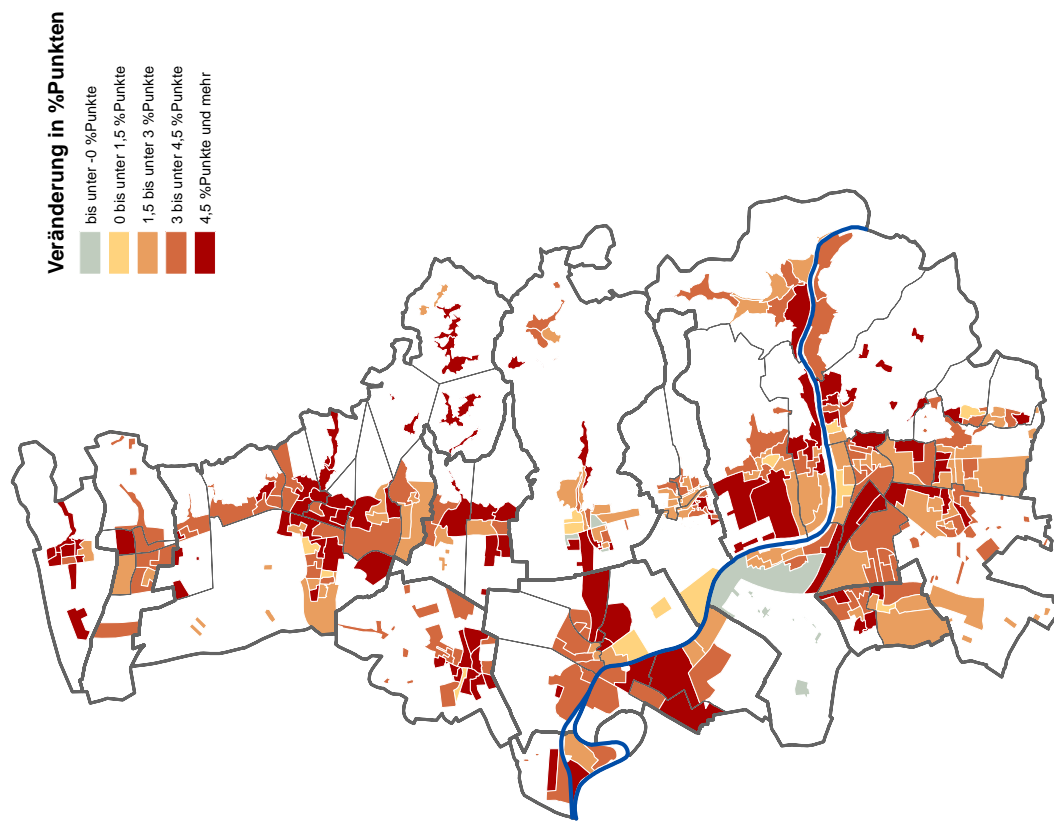 Veränderung in %Punkten
bis unter -0 %Punkte
0 bis unter 1,5 %Punkte
1,5 bis unter 3 %Punkte
3 bis unter 4,5 %Punkte
4,5 %Punkte und mehr